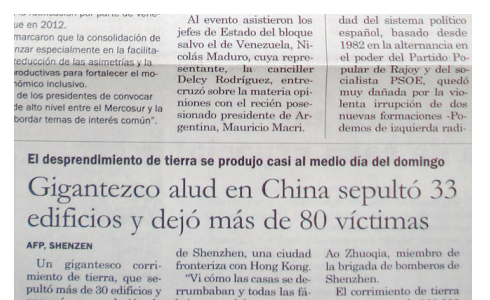 ue en 2012.
marcaron que la consolidación de
nzar especialmente en la facilita-
reducción de las asimetrías y la
roductivas para fortalecer el mo-
nómico inclusivo.
de los presidentes de convocar
de alto nivel entre el Mercosur y la
bordar temas de interés común".
Al evento asistieron los
jefes de Estado del bloque
salvo el de Venezuela, Ni-
colás Maduro, cuya repre-
sentante, la canciller
Delcy Rodríguez, entre-
cruzó sobre la materia opi-
niones con el recién pose-
sionado presidente de Ar-
gentina, Mauricio Macri.
dad del sistema político
español, basado desde
1982 en la alternancia en
el poder del Partido Po-
pular de Rajoy y del so-
cialista PSOE, quedó
muy dañada por la vio-
lenta irrupción de dos
nuevas formaciones -Po-
demos de izquierda radi-
El desprendimiento de tierra se produjo casi al medio día del domingo
Gigantezco alud en China sepultó 33
edificios y dejó más de 80 víctimas
AFP, SHENZEN
Un gigantesco corri-
miento de tierra, que se-
pultó más de 30 edificios y
de Shenzhen, una ciudad
fronteriza con Hong Kong.
"Vi cómo las casas se de-
rrumbaban y todas las fá-
Ao Zhuoqia, miembro de
la brigada de bomberos de
Shenzhen.
El corrimiento de tierra